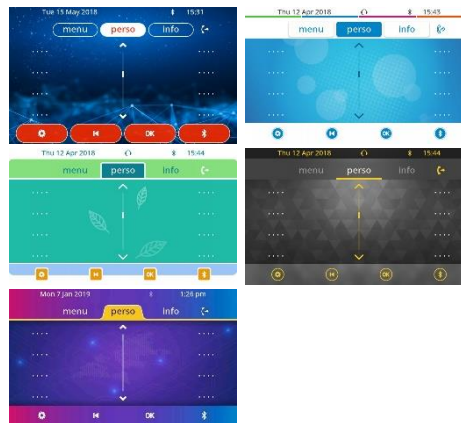 Tue 15 May 2018 15:31
menu perso info
OK
Thu 12 Apr 2018 15:43
menu perso info
OK
Thu 12 Apr 2018 15:44
menu perso info
OK
Thu 12 Apr 2018 15:44
menu perso info
OK
Mon 7 Jan 2019 1:26 pm
menu perso info
OK